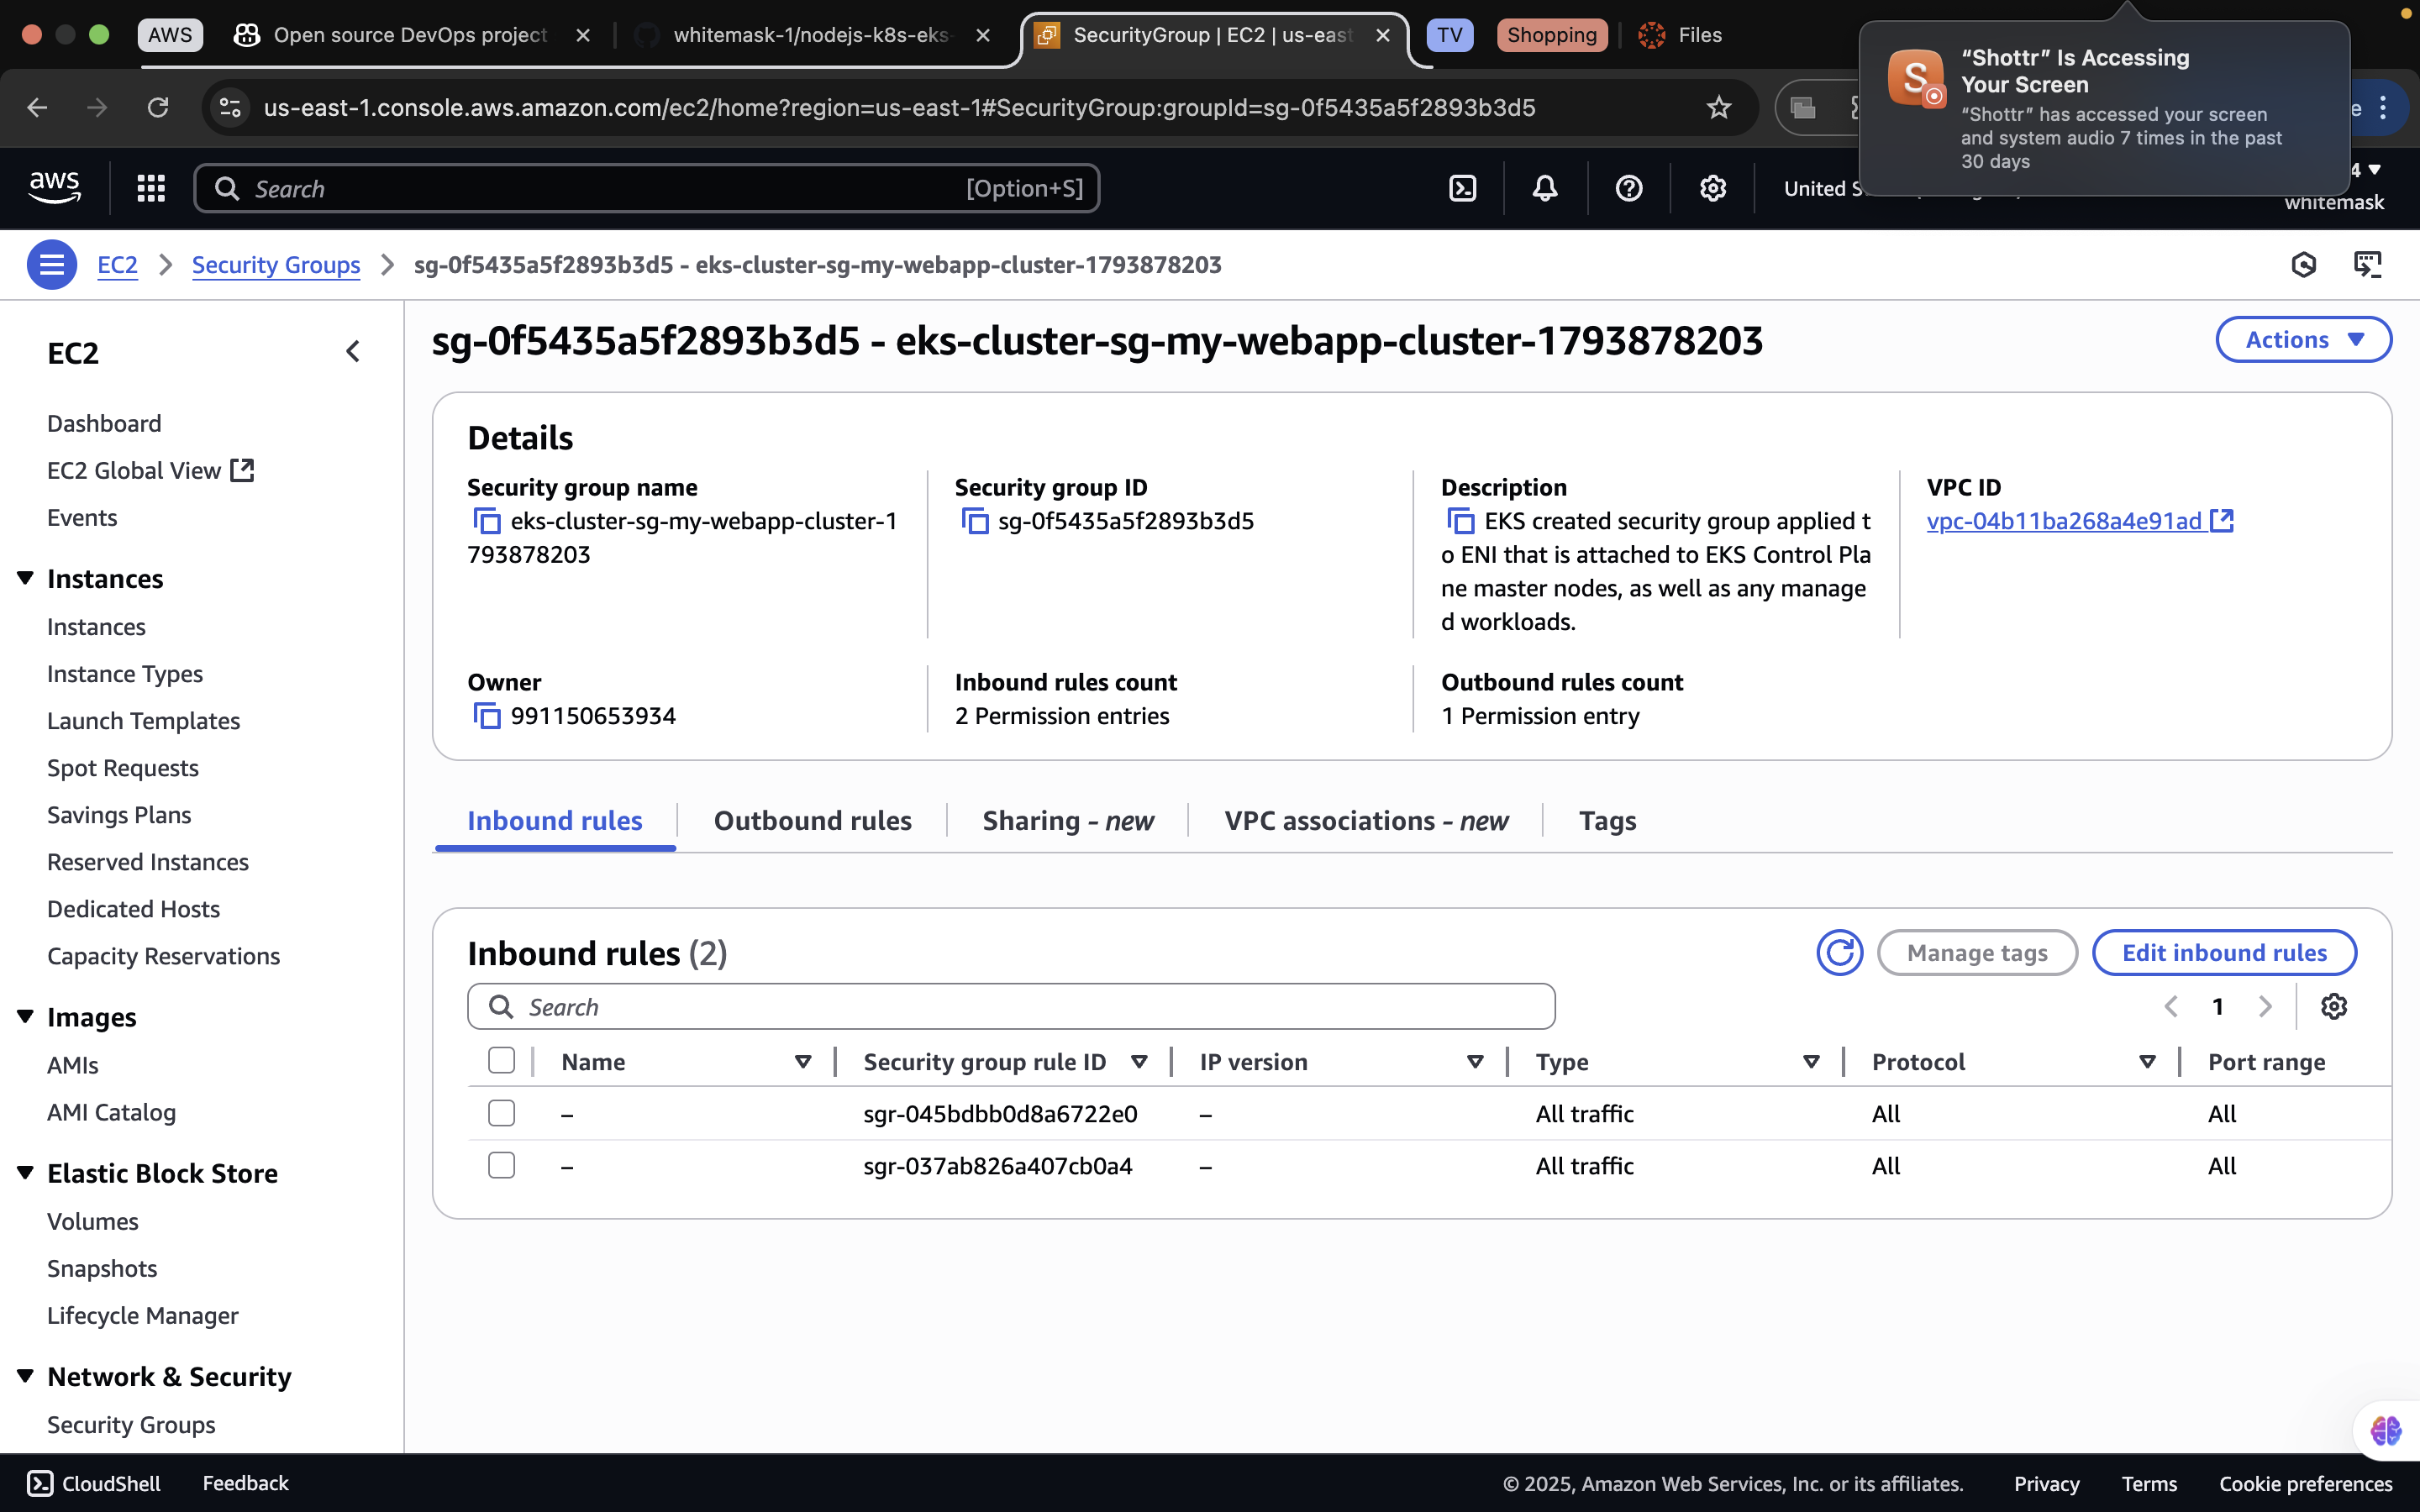 AWS
Open source DevOps project
whitemask-1/nodejs-k8s-eks-
SecurityGroup | EC2 | us-east
TV
Shopping
Files
“Shottr” Is Accessing
Your Screen
“Shottr” has accessed your screen
and system audio 7 times in the past
30 days
us-east-1.console.aws.amazon.com/ec2/home?region=us-east-1#SecurityGroup:groupId=sg-0f5435a5f2893b3d5
aws
Search
[Option+S]
United
whitemask
EC2
Security Groups
sg-0f5435a5f2893b3d5 - eks-cluster-sg-my-webapp-cluster-1793878203
EC2
Dashboard
EC2 Global View
Events
Instances
Instances
Instance Types
Launch Templates
Spot Requests
Savings Plans
Reserved Instances
Dedicated Hosts
Capacity Reservations
Images
AMIs
AMI Catalog
Elastic Block Store
Volumes
Snapshots
Lifecycle Manager
Network & Security
Security Groups
sg-0f5435a5f2893b3d5 - eks-cluster-sg-my-webapp-cluster-1793878203
Actions
Details
Security group name
eks-cluster-sg-my-webapp-cluster-1
793878203
Security group ID
sg-0f5435a5f2893b3d5
Description
EKS created security group applied t
o ENI that is attached to EKS Control Pla
ne master nodes, as well as any manage
d workloads.
VPC ID
vpc-04b11ba268a4e91ad
Owner
991150653934
Inbound rules count
2 Permission entries
Outbound rules count
1 Permission entry
Inbound rules
Outbound rules
Sharing - new
VPC associations - new
Tags
Inbound rules (2)
Manage tags
Edit inbound rules
Search
1
Name
Security group rule ID
IP version
Type
Protocol
Port range
– sgr-045bdbb0d8a6722e0 – All traffic All All
– sgr-037ab826a407cb0a4 – All traffic All All
CloudShell
Feedback
© 2025, Amazon Web Services, Inc. or its affiliates.
Privacy
Terms
Cookie preferences